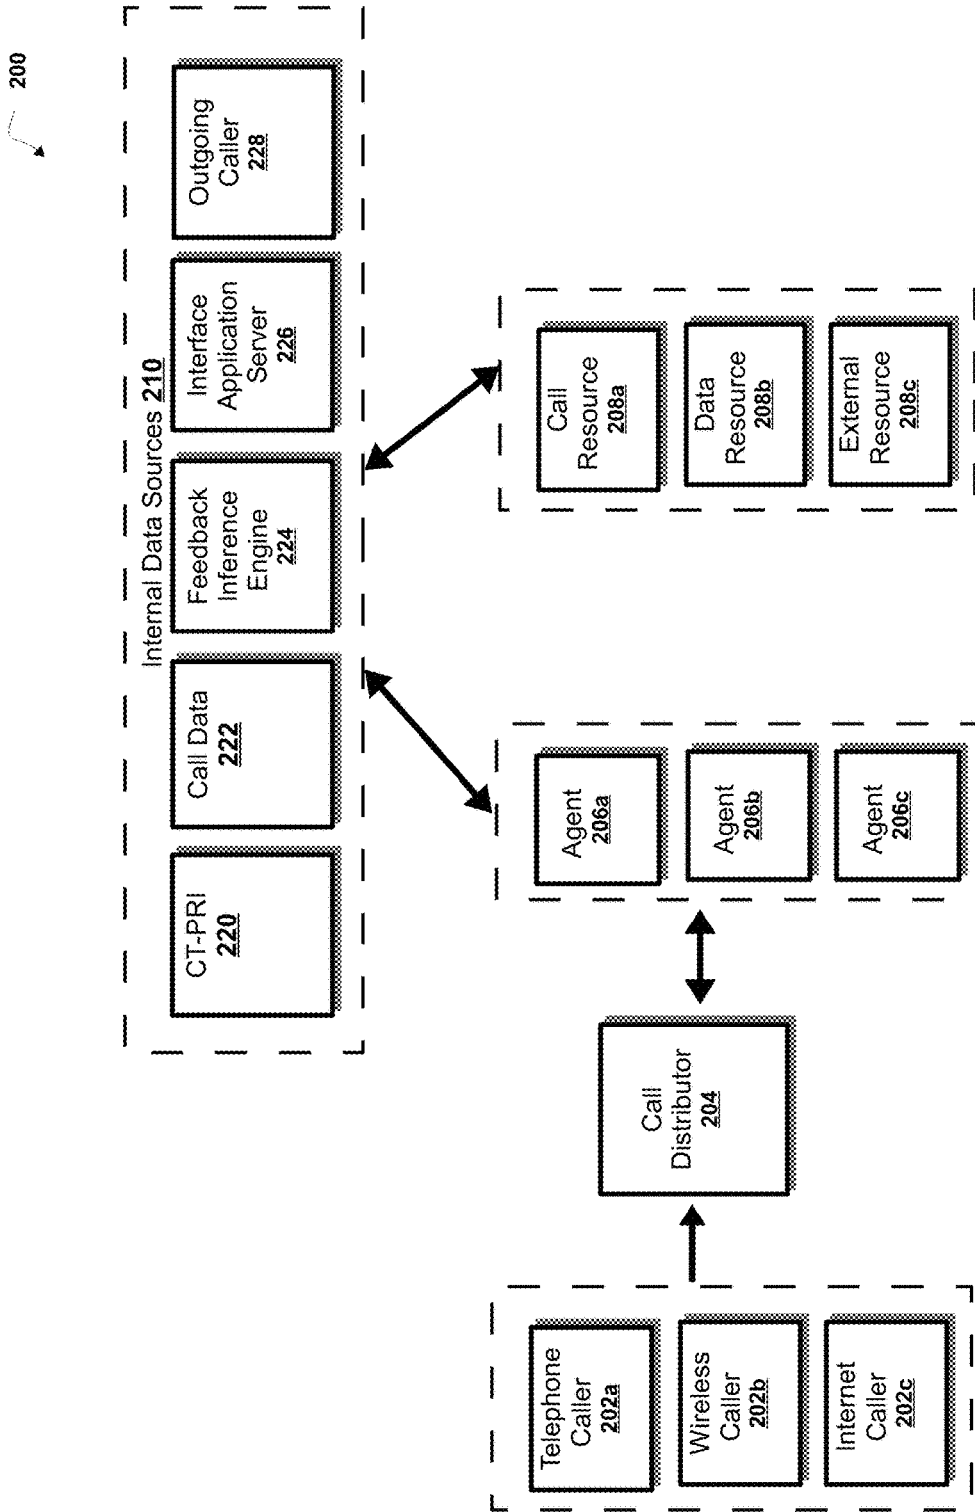 200
Internal Data Sources 210
CT-PRI
220
Call Data
222
Feedback
Inference
Engine
224
Interface
Application
Server
226
Outgoing
Caller
228
Telephone
Caller
202a
Wireless
Caller
202b
Internet
Caller
202c
Call
Distributor
204
Agent
206a
Agent
206b
Agent
206c
Call
Resource
208a
Data
Resource
208b
External
Resource
208c